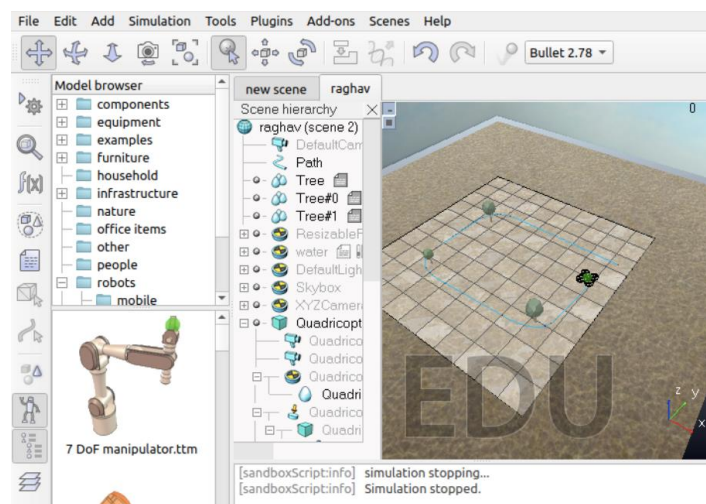 File Edit Add Simulation Tools Plugins Add-ons Scenes Help
Bullet 2.78
Model browser
components
equipment
examples
furniture
household
infrastructure
nature
office items
other
people
robots
mobile
7 DoF manipulator.ttm
f(x)
new scene raghav
Scene hierarchy
raghav (scene 2)
DefaultCam
Path
Tree
Tree#0
Tree#1
ResizableF
water
DefaultLigh
Skybox
XYZCamer
Quadricopt
Quadrico
Quadrico
Quadrico
Quadri
Quadrico
Quadri
0
EDU
z y
x
[sandboxScript:info] simulation stopping...
[sandboxScript:info] Simulation stopped.